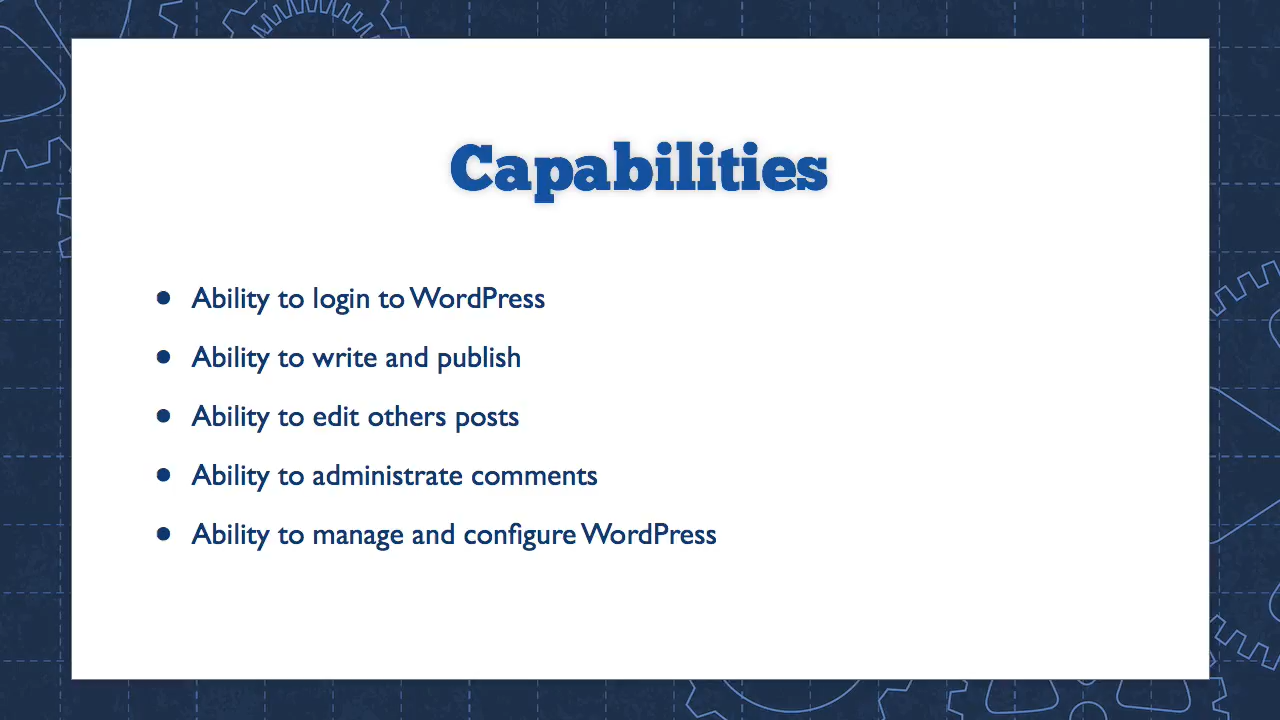 Capabilities
• Ability to login to WordPress
• Ability to write and publish
• Ability to edit others posts
• Ability to administrate comments
• Ability to manage and configure WordPress